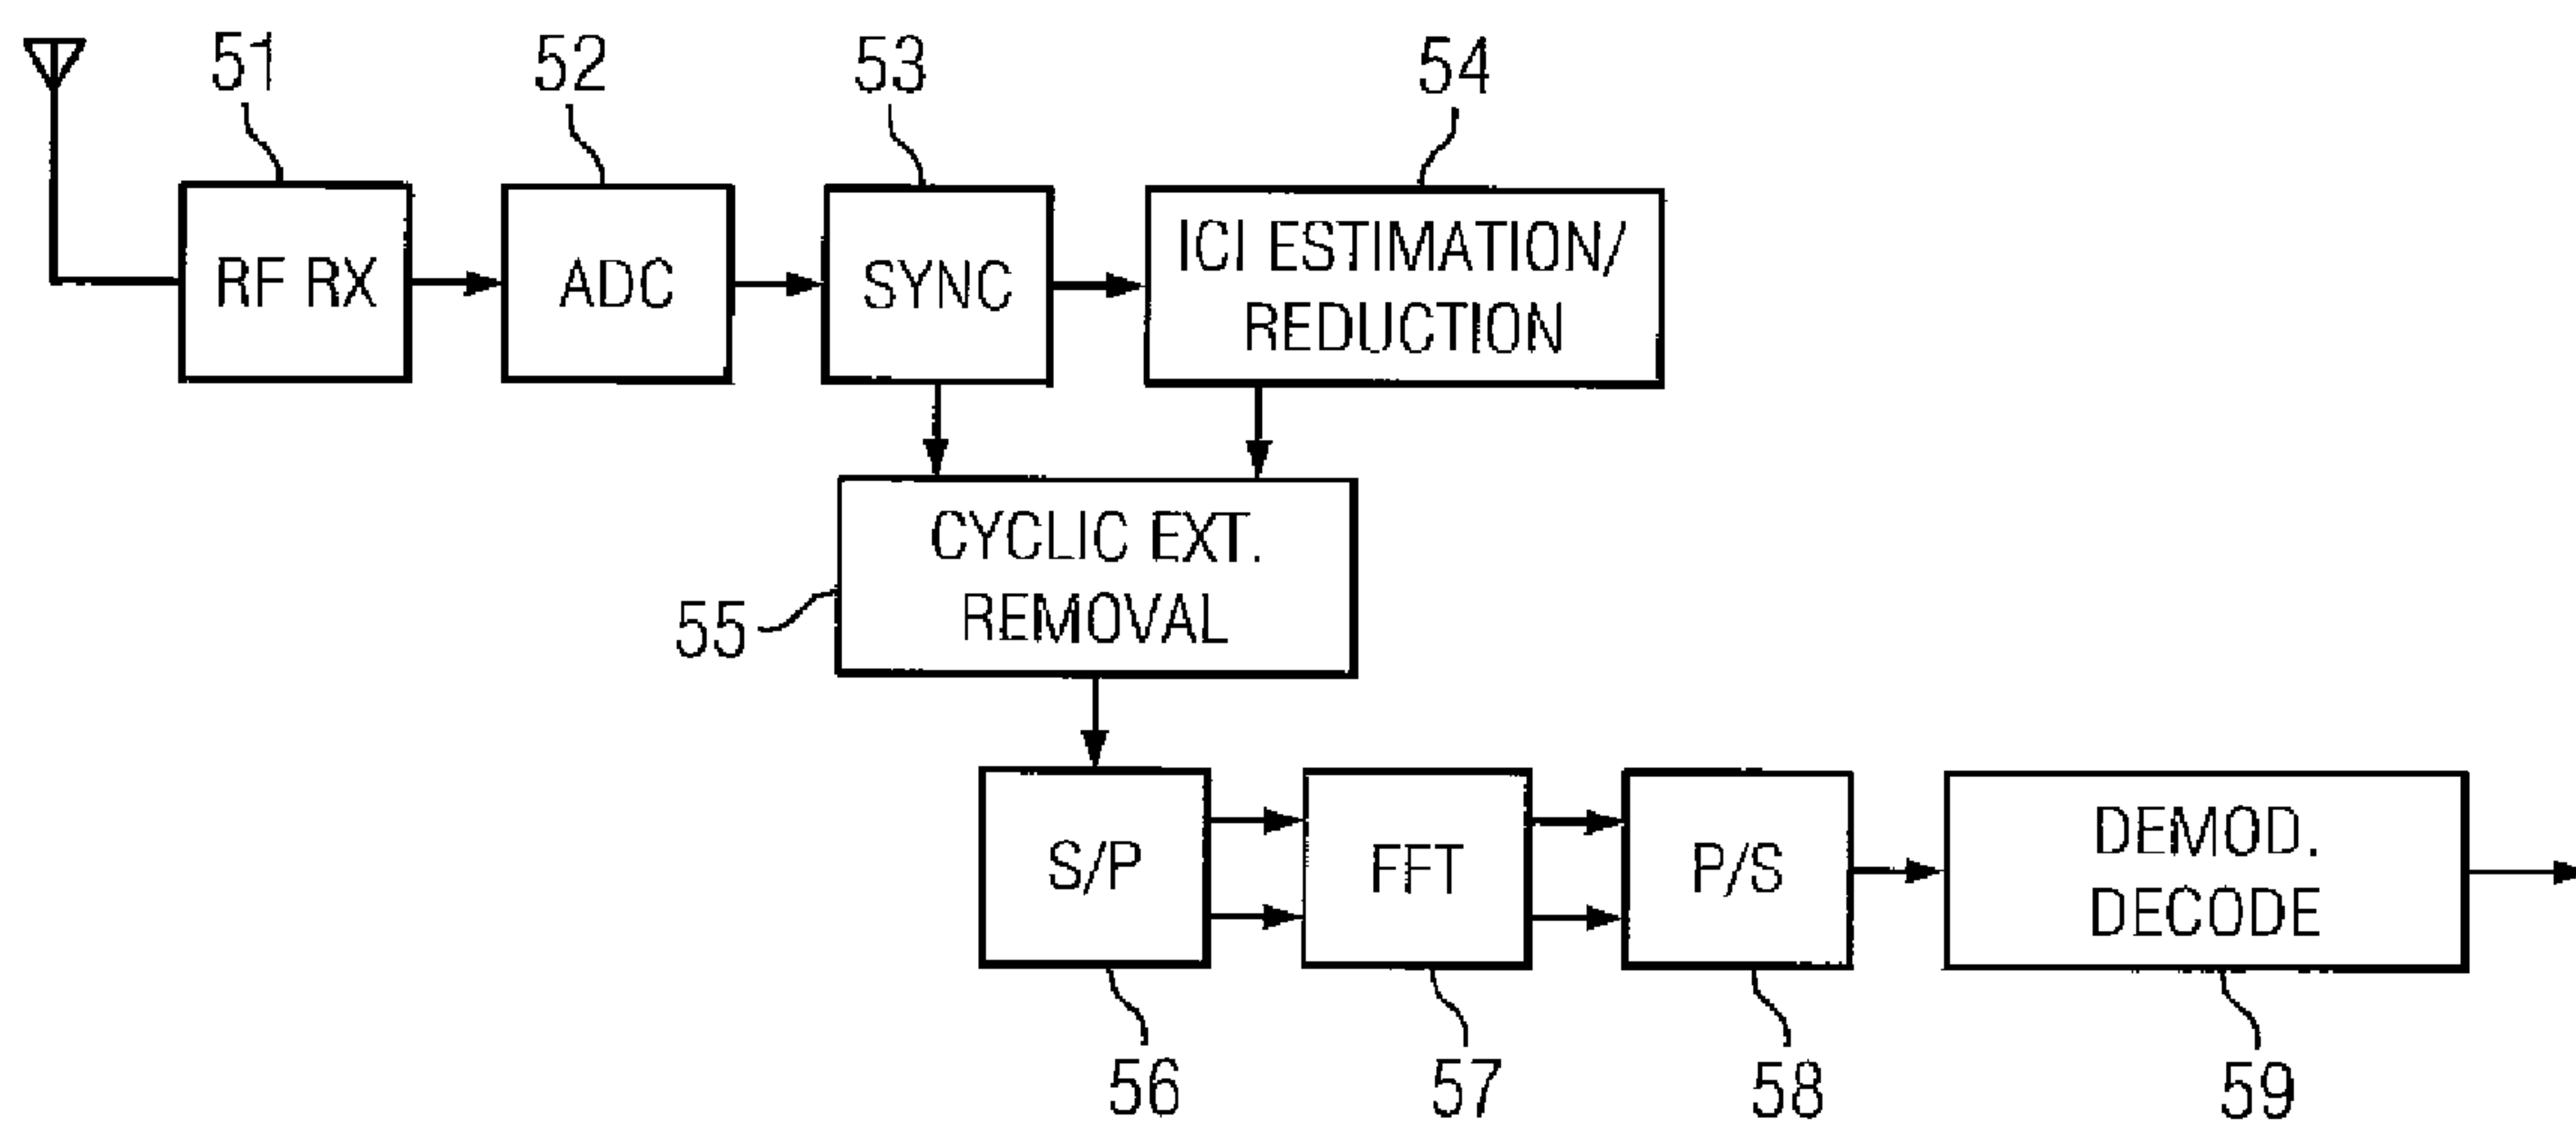 51
52
53
54
RF RX
ADC
SYNC
ICI ESTIMATION/
REDUCTION
CYCLIC EXT.
REMOVAL
55
S/P
FFT
P/S
DEMOD.
DECODE
56
57
58
59